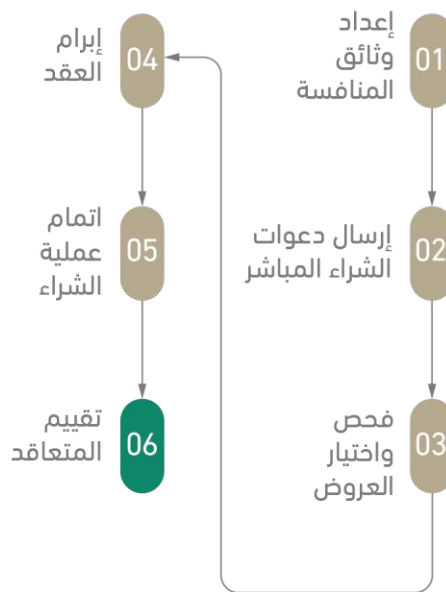 01
إعداد
وثائق
المنافسة
02
إرسال دعوات
الشراء المباشر
03
فحص
واختيار
العروض
04
إبرام
العقد
05
اتمام
عملية
الشراء
06
تقييم
المتعاقد